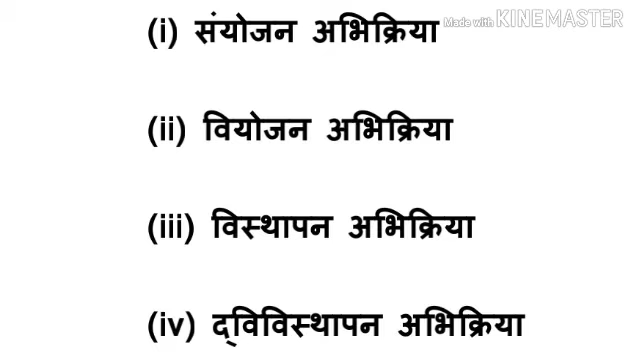 Made with KINEMASTER
(i) संयोजन अभिक्रिया
(ii) वियोजन अभिक्रिया
(iii) विस्थापन अभिक्रिया
(iv) द्विविस्थापन अभिक्रिया